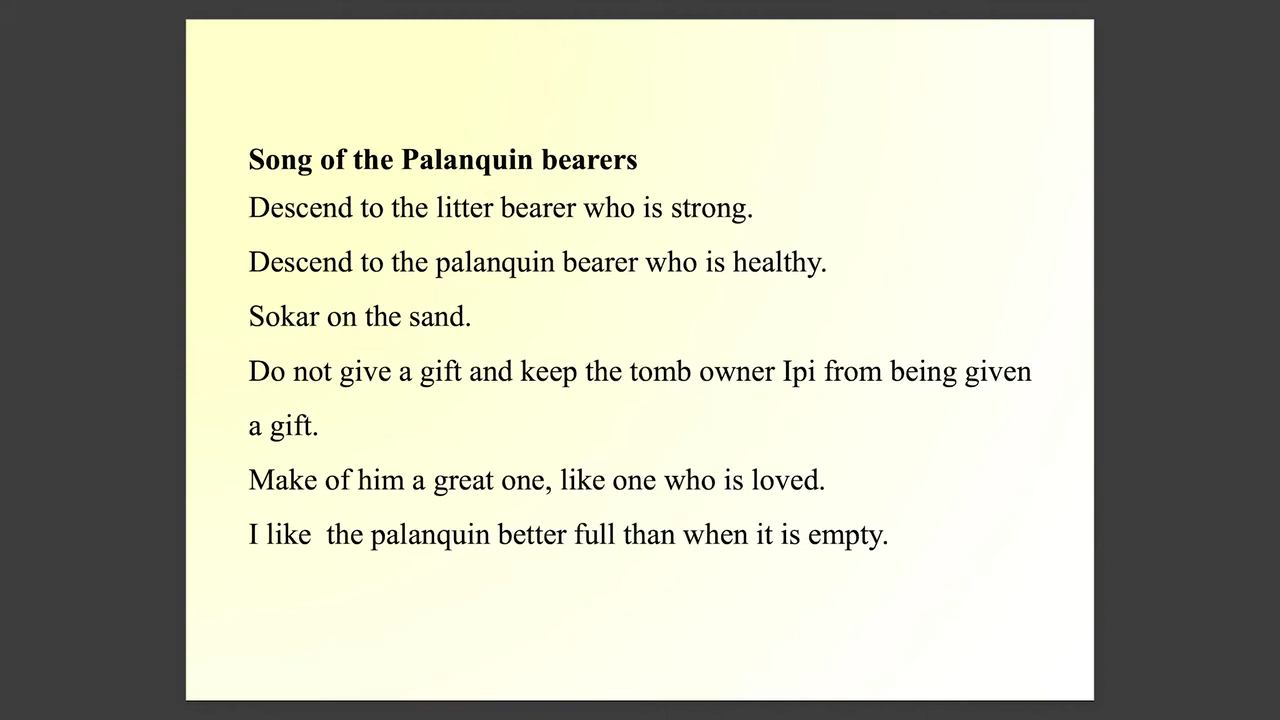 Song of the Palanquin bearers
Descend to the litter bearer who is strong.
Descend to the palanquin bearer who is healthy.
Sokar on the sand.
Do not give a gift and keep the tomb owner Ipi from being given
a gift.
Make of him a great one, like one who is loved.
I like  the palanquin better full than when it is empty.